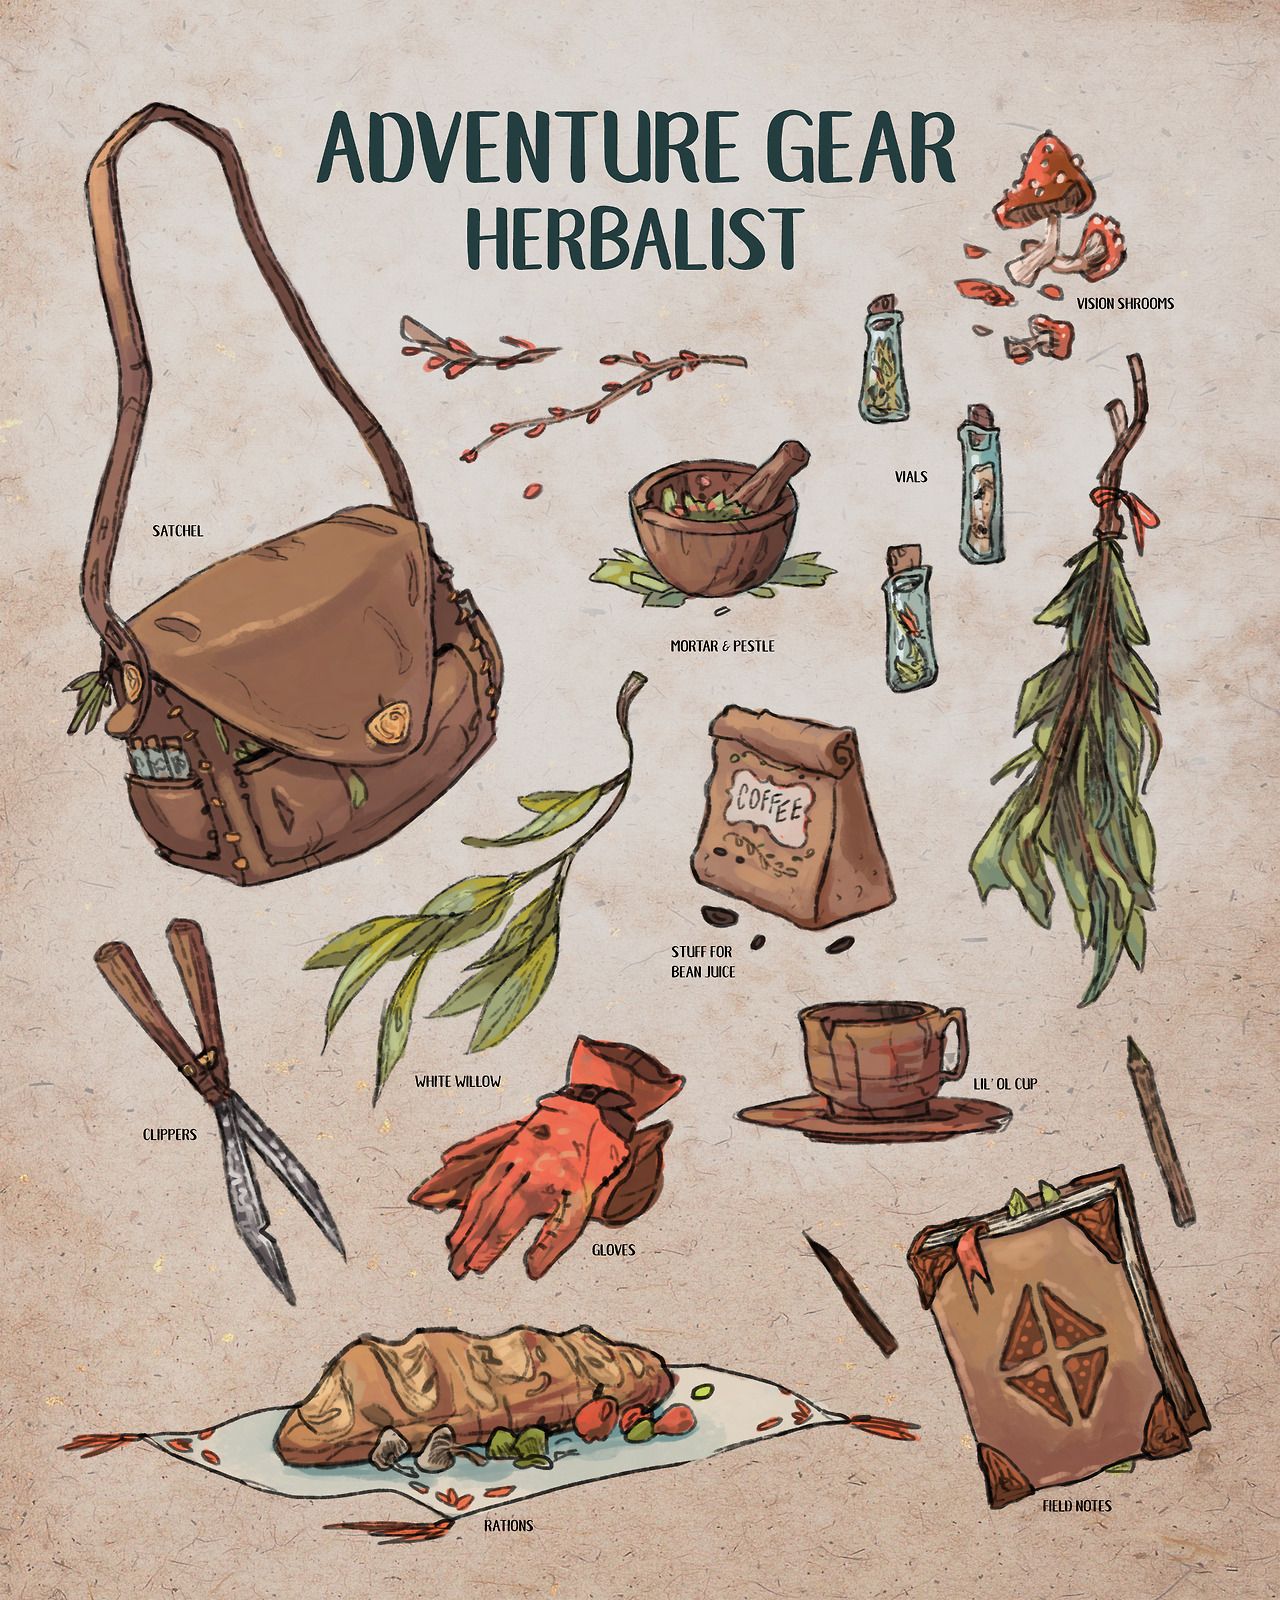 ADVENTURE GEAR
HERBALIST
VISION SHROOMS
VIALS
SATCHEL
MORTAR & PESTLE
COFFEE
STUFF FOR
BEAN JUICE
WHITE WILLOW
LIL' OL CUP
CLIPPERS
GLOVES
FIELD NOTES
RATIONS